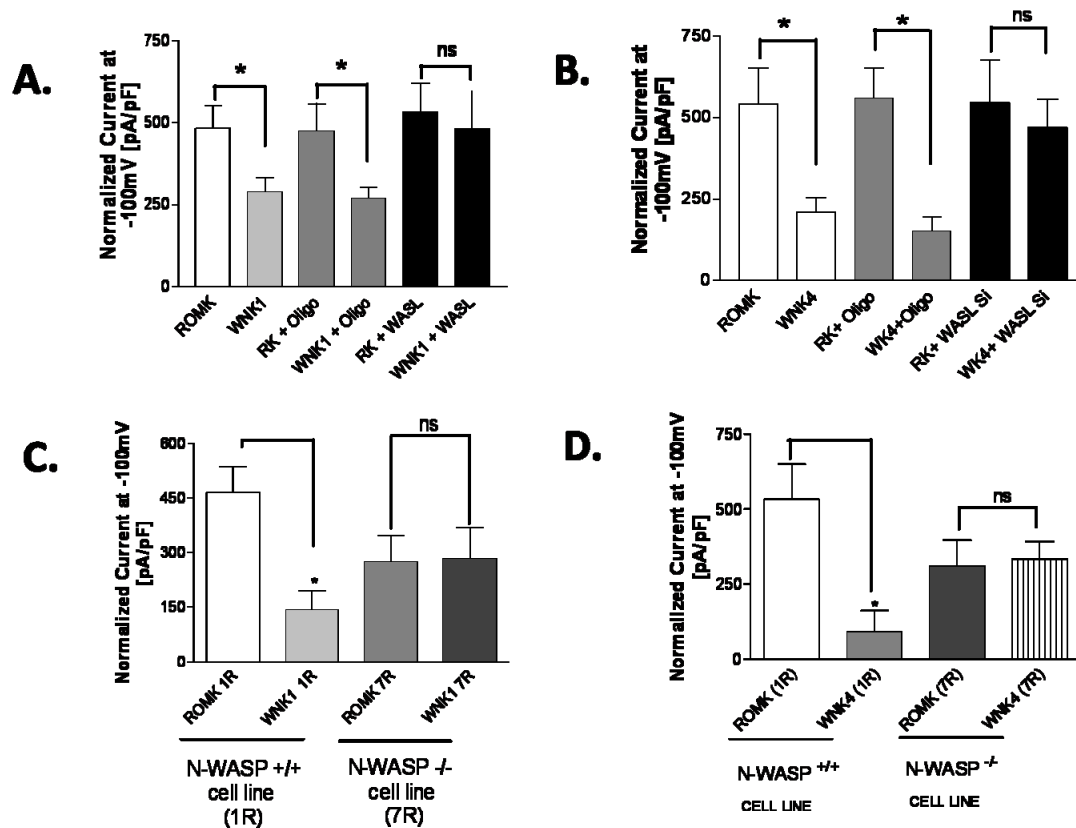 A.
Normalized Current at
-100mV [pA/pF]
750
500
250
0
*
*
ns
ROMK
WNK1
RK + Oligo
WNK1 + Oligo
RK + WASL
WNK1 + WASL
B.
Normalized Current at
-100mV [pA/pF]
750
500
250
0
*
*
ns
ROMK
WNK4
RK+ Oligo
WK4+Oligo
RK+ WASL Si
WK4+ WASL Si
C.
Normalized Current at -100mV
[pA/pF]
600
450
300
150
0
*
ns
ROMK 1R
WNK1 1R
ROMK 7R
WNK1 7R
N-WASP +/+
cell line
(1R)
N-WASP -/-
cell line
(7R)
D.
Normalized Current at -100mV
[pA/pF]
750
500
250
0
*
ns
ROMK (1R)
WNK4 (1R)
ROMK (7R)
WNK4 (7R)
N-WASP +/+
CELL LINE
N-WASP -/-
CELL LINE